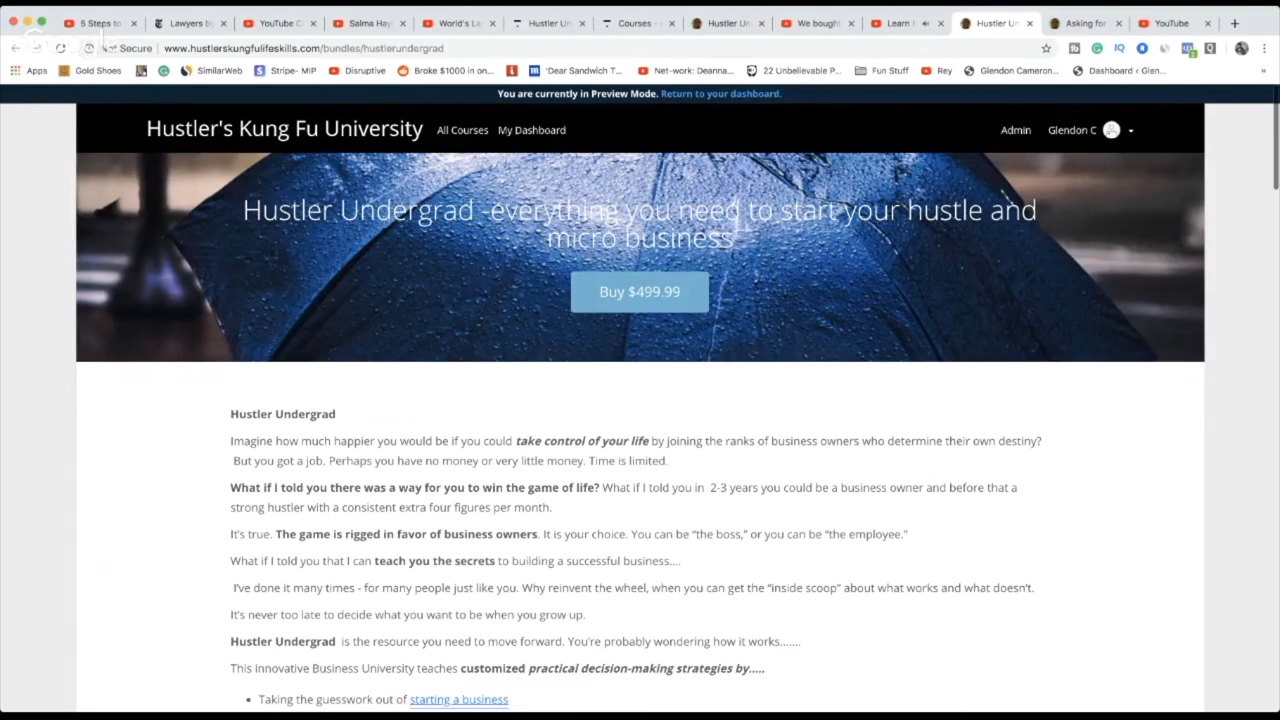 5 Steps to
Lawyers by
YouTube C
Salma Hay
World's Le
Hustler Un
Courses -
Hustler Un
We bought
Learn
Hustler Un
Asking for
YouTube
Not Secure
www.hustlerskungfulifeskills.com/bundles/hustlerundergrad
Apps
Gold Shoes
SimilarWeb
Stripe- MIP
Disruptive
Broke $1000 in on...
'Dear Sandwich T...
Net-work: Deanna...
22 Unbelievable P...
Fun Stuff
Rey
Glendon Cameron...
Dashboard ‹ Glen...
»
You are currently in Preview Mode. Return to your dashboard.
Hustler's Kung Fu University
All Courses
My Dashboard
Admin
Glendon C
Hustler Undergrad -everything you need to start your hustle and
micro business
Buy $499.99
Hustler Undergrad
Imagine how much happier you would be if you could take control of your life by joining the ranks of business owners who determine their own destiny?
But you got a job. Perhaps you have no money or very little money. Time is limited.
What if I told you there was a way for you to win the game of life? What if I told you in 2-3 years you could be a business owner and before that a
strong hustler with a consistent extra four figures per month.
It's true. The game is rigged in favor of business owners. It is your choice. You can be “the boss,” or you can be “the employee.”
What if I told you that I can teach you the secrets to building a successful business....
I've done it many times - for many people just like you. Why reinvent the wheel, when you can get the “inside scoop” about what works and what doesn't.
It's never too late to decide what you want to be when you grow up.
Hustler Undergrad is the resource you need to move forward. You're probably wondering how it works.......
This innovative Business University teaches customized practical decision-making strategies by.....
• Taking the guesswork out of starting a business